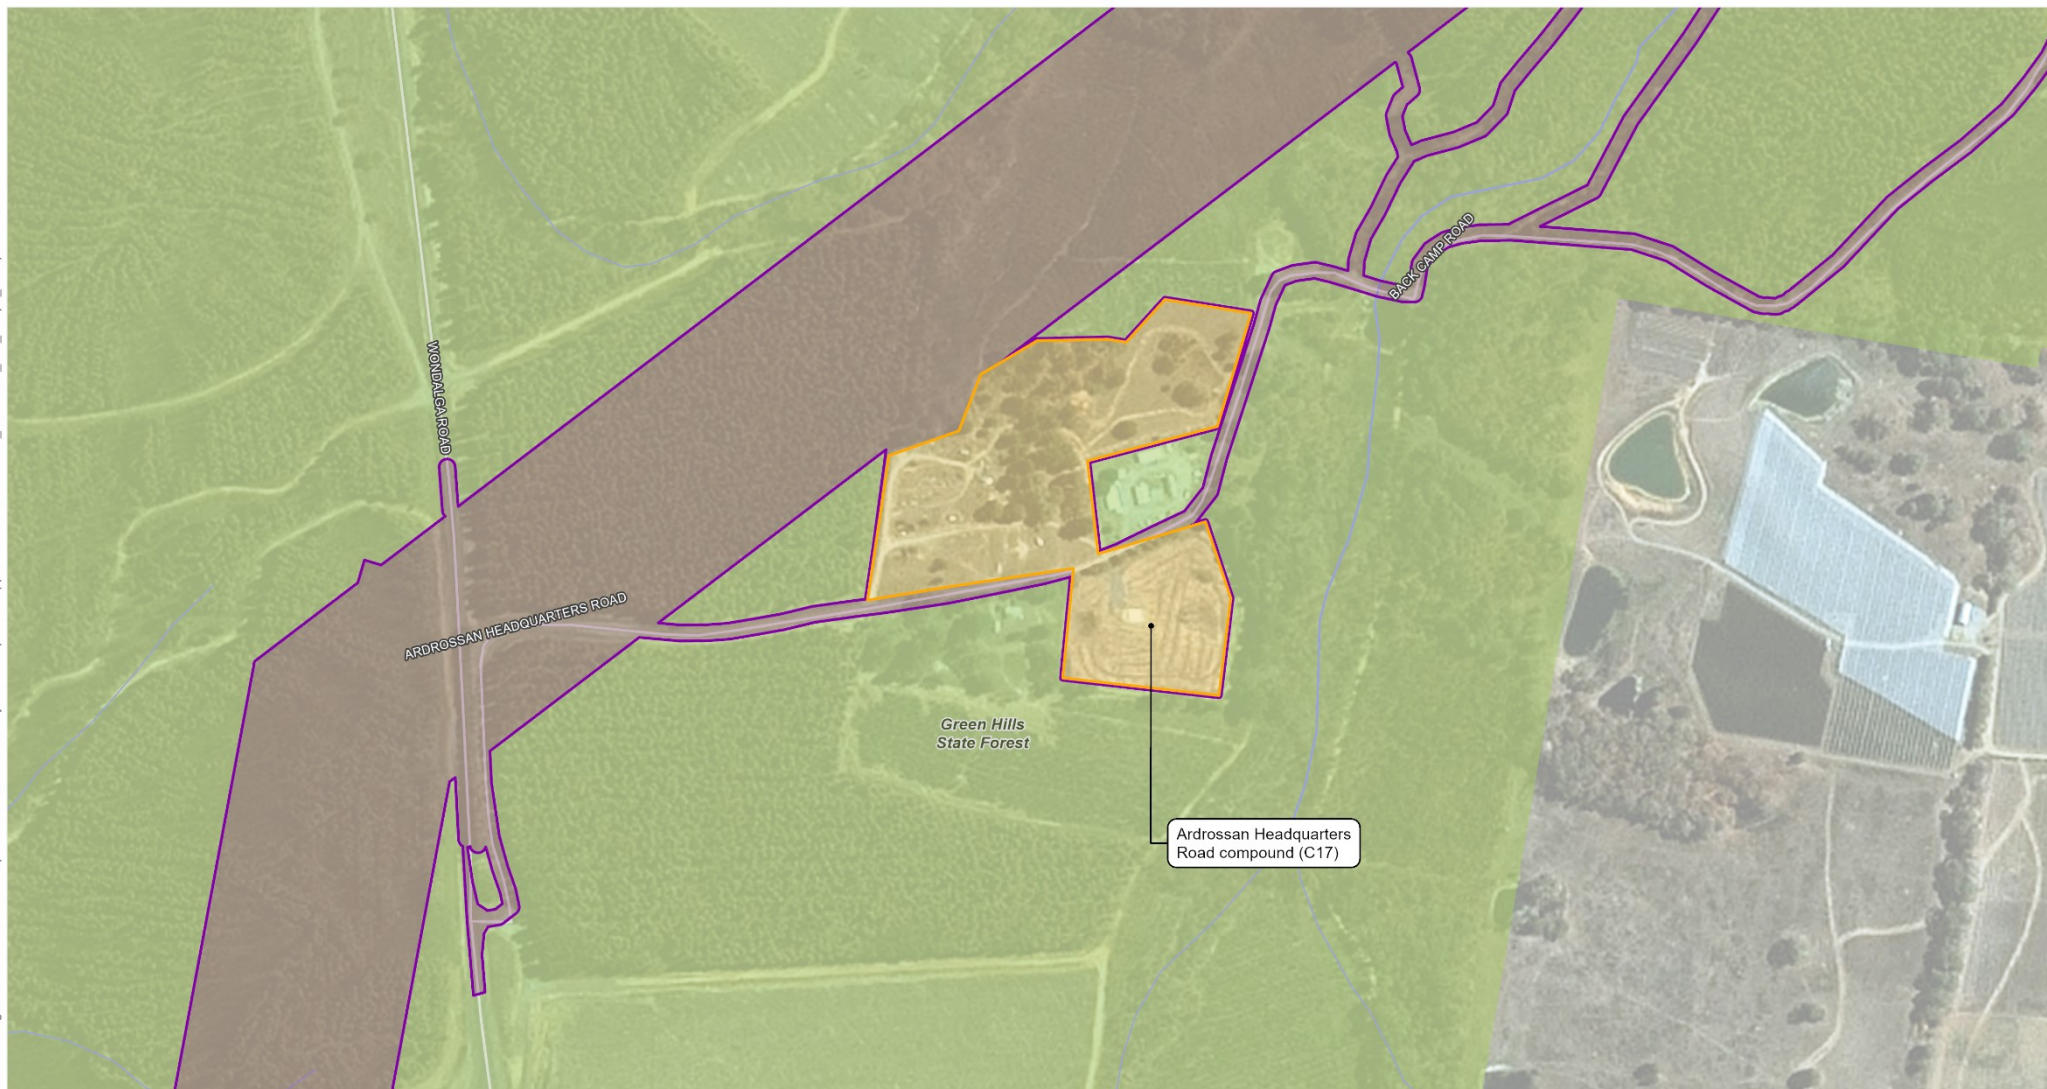 BACK CAMP ROAD
WONDALGA ROAD
ARDROSSAN HEADQUARTERS ROAD
Green Hills
State Forest
Ardrossan Headquarters
Road compound (C17)